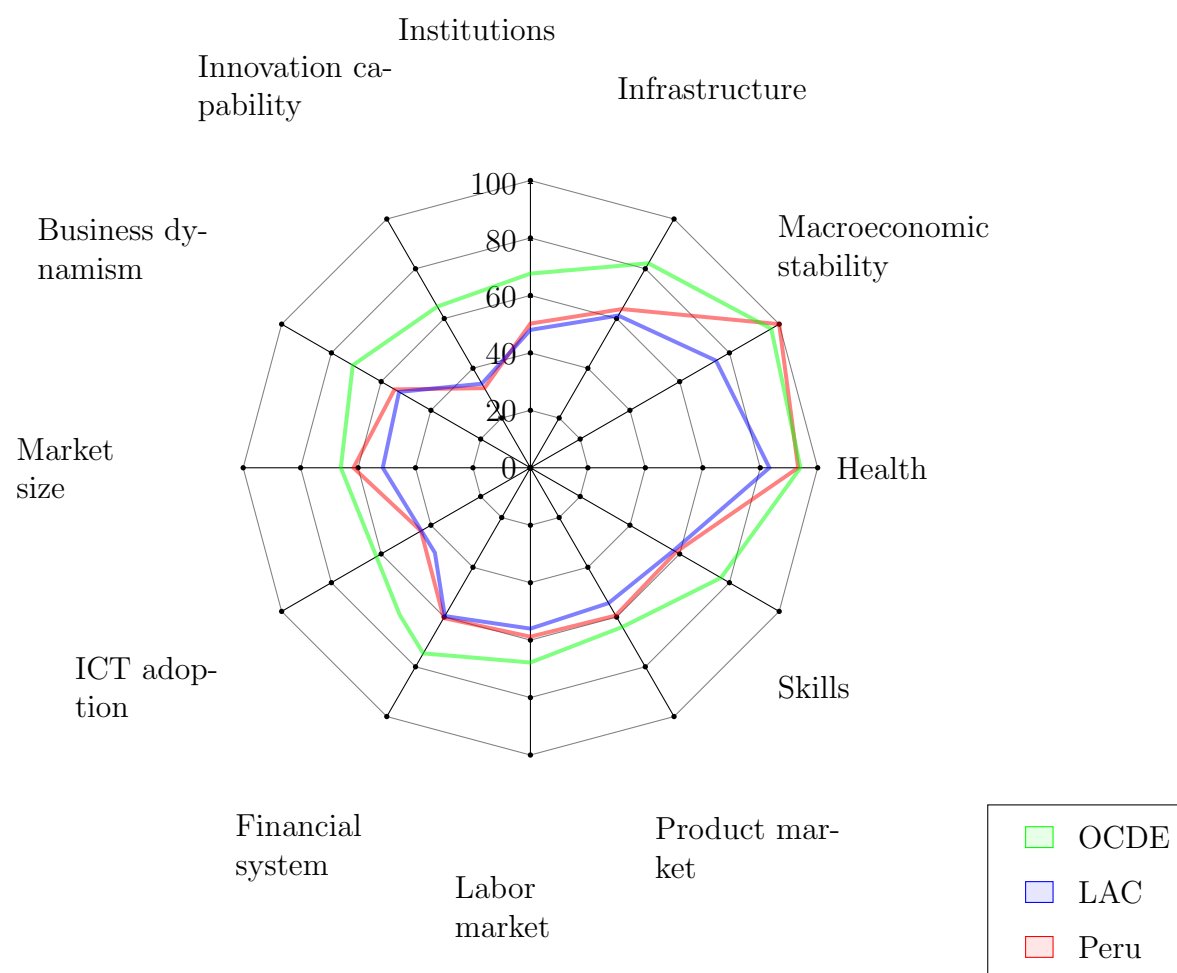 Institutions
Innovation ca-
pability
Infrastructure
Business dy-
namism
Macroeconomic
stability
100
80
60
40
20
0
Market
size
Health
ICT adop-
tion
Skills
Financial
system
Product mar-
ket
Labor
market
OCDE
LAC
Peru